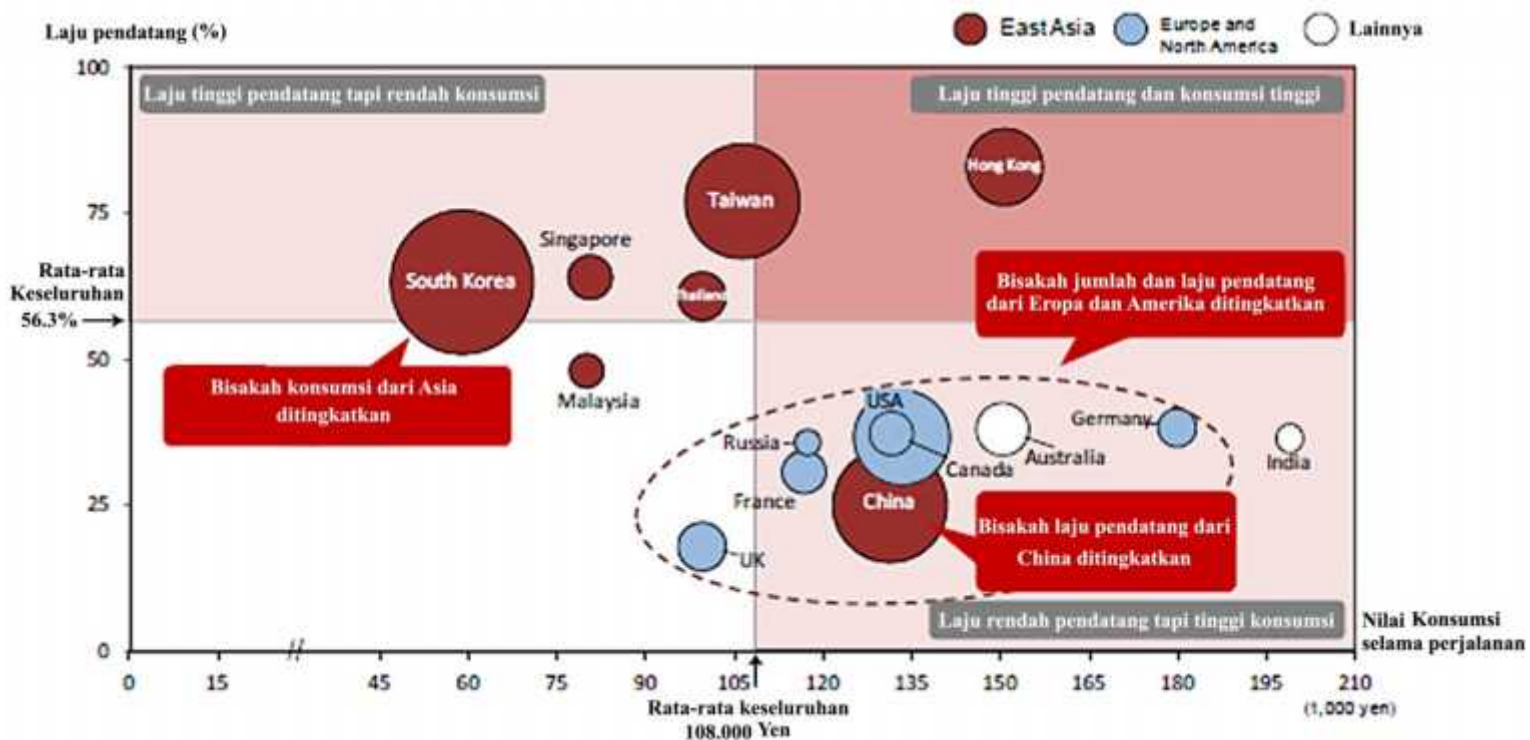 Laju pendatang (%)
East Asia
Europe and
North America
Lainnya
100
Laju tinggi pendatang tapi rendah konsumsi
Laju tinggi pendatang dan konsumsi tinggi
Hong Kong
Taiwan
75
Singapore
South Korea
Thailand
Rata-rata
Keseluruhan
56.3%
Bisakah jumlah dan laju pendatang
dari Eropa dan Amerika ditingkatkan
50
Bisakah konsumsi dari Asia
ditingkatkan
Malaysia
USA
Russia
Canada
Australia
Germany
India
France
25
China
UK
Bisakah laju pendatang dari
China ditingkatkan
Laju rendah pendatang tapi tinggi konsumsi
Nilai Konsumsi
selama perjalanan
0
0 15 45 60 75 90 105 120 135 150 165 180 195 210
(1,000 yen)
Rata-rata keseluruhan
108.000 Yen